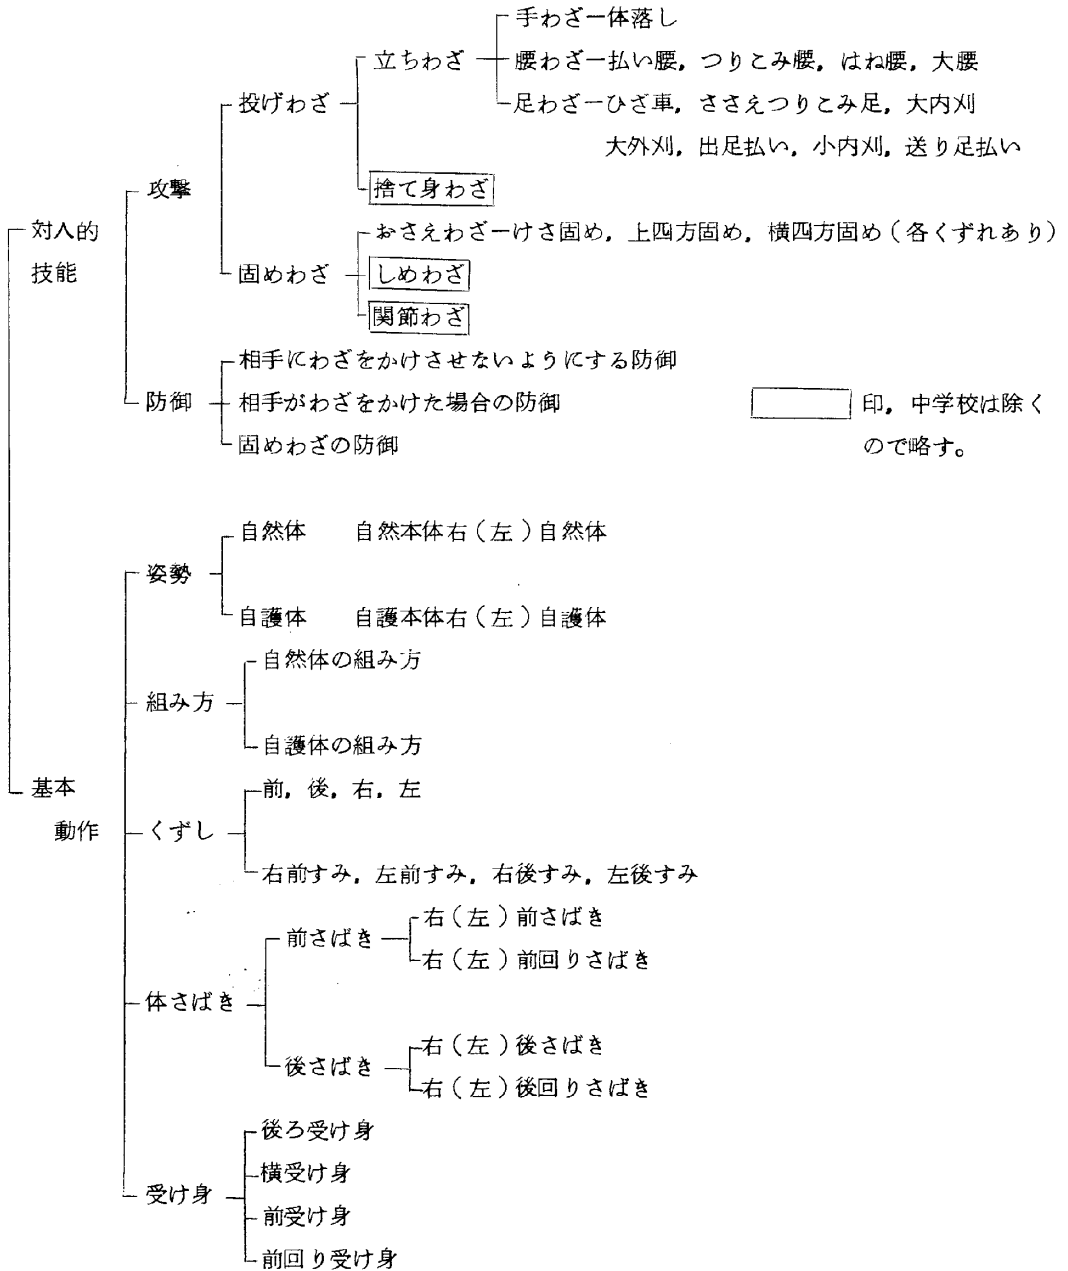 手わざー体落し
立ちわざ 腰わざー払い腰，つりこみ腰，はね腰，大腰
投げわざ 足わざーひざ車，ささえつりこみ足，大内刈
大外刈，出足払い，小内刈，送り足払い
攻撃 捨て身わざ
対人的 おさえわざーけさ固め，上四方固め，横四方固め（各くずれあり）
技能 固めわざ しめわざ
関節わざ
相手にわざをかけさせないようにする防御
防御 相手がわざをかけた場合の防御 印，中学校は除く
固めわざの防御 ので略す。
自然体 自然本体右（左）自然体
姿勢
自護体 自護本体右（左）自護体
自然体の組み方
組み方
自護体の組み方
基本 前，後，右，左
動作 くずし
右前すみ，左前すみ，右後すみ，左後すみ
右（左）前さばき
前さばき
右（左）前回りさばき
体さばき
右（左）後さばき
後さばき
右（左）後回りさばき
後ろ受け身
横受け身
受け身
前受け身
前回り受け身